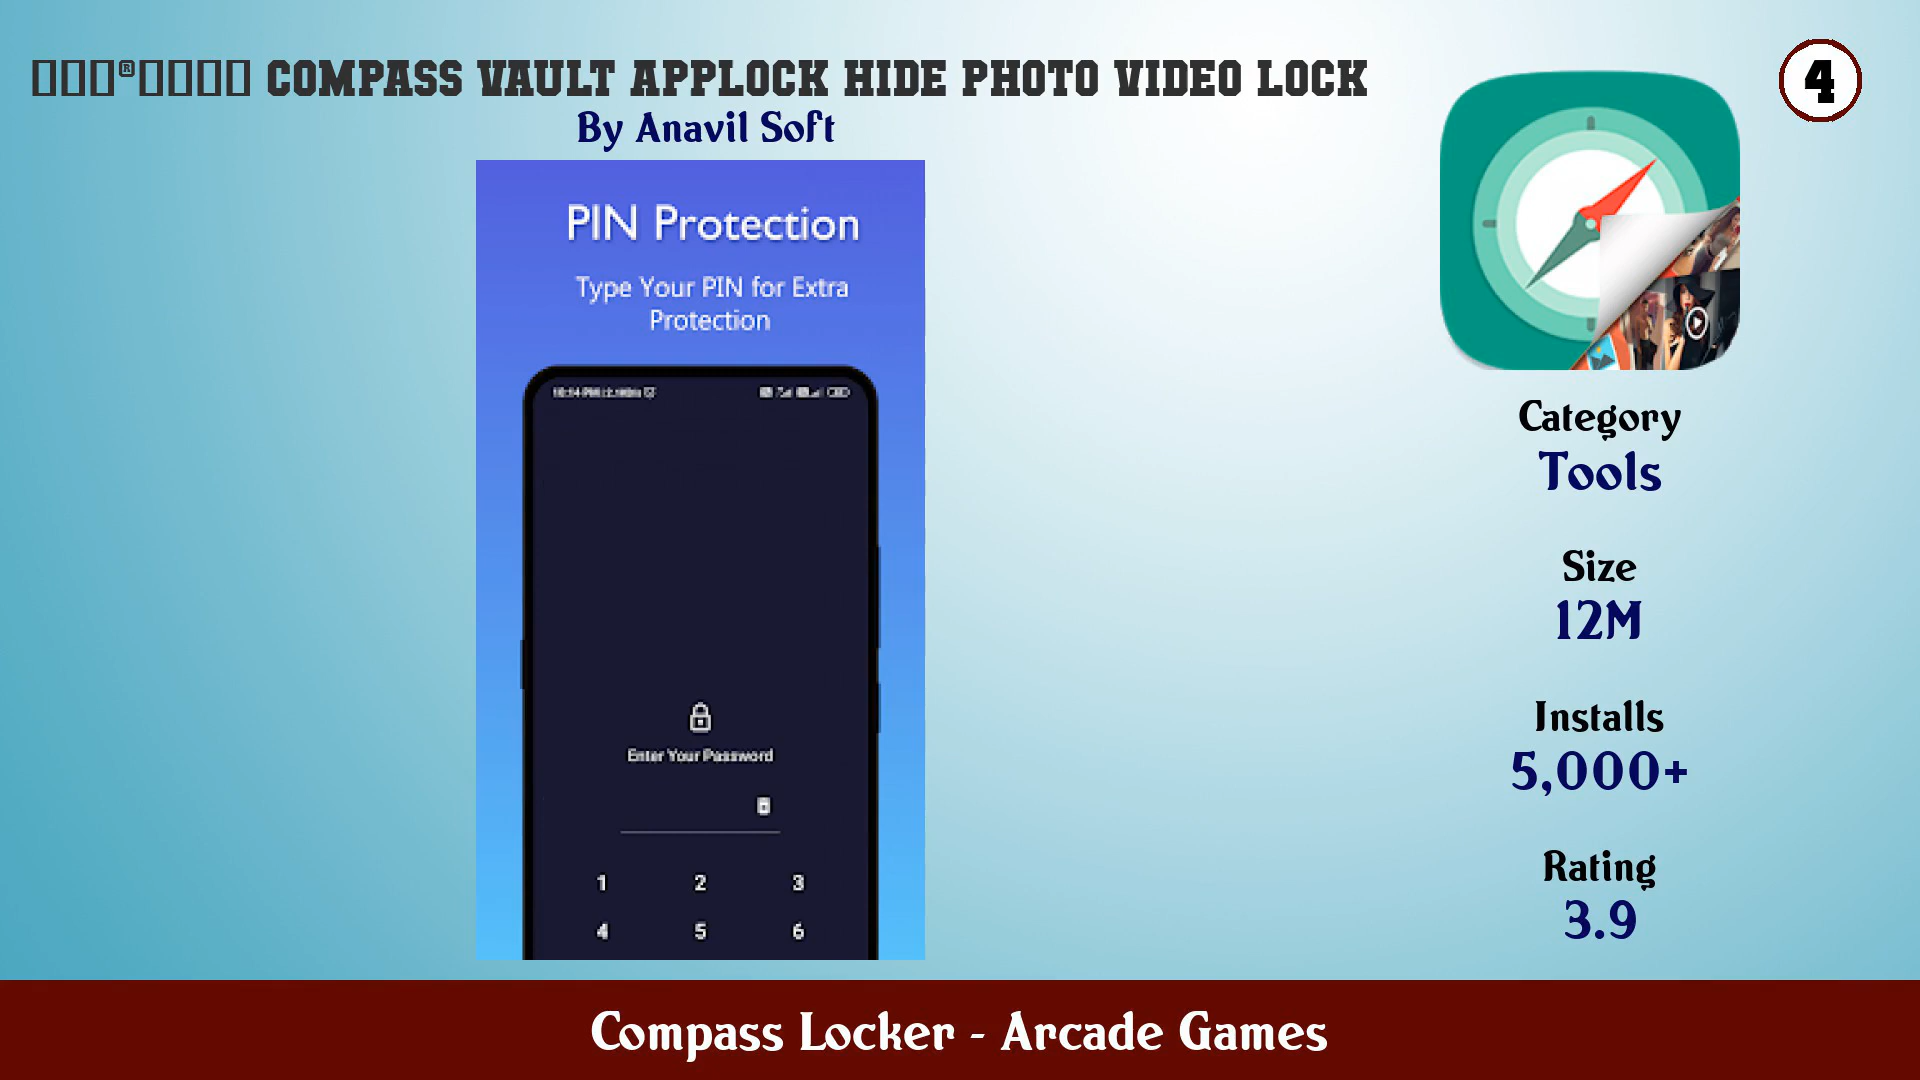 COMPASS VAULT APPLOCK HIDE PHOTO VIDEO LOCK
4
By Anavil Soft
PIN Protection
Type Your PIN for Extra
Protection
Enter Your Password
1 2 3
4 5 6
Category
Tools
Size
12M
Installs
5,000+
Rating
3.9
Compass Locker - Arcade Games